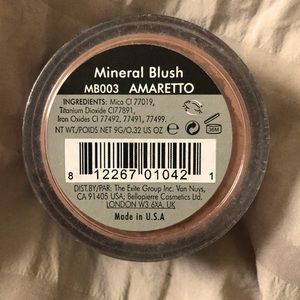 Mineral Blush
MB003 AMARETTO
INGREDIENTS: Mica CI 77019,
Titanium Dioxide CI77891,
Iron Oxides CI 77492, 77491, 77499.
NT WT/POIDS NET 9G/0.32 US OZ
36M
8 12267 01042 1
DIST.BY/PAR: The Exite Group Inc. Van Nuys,
CA 91405 USA; Bellapierre Cosmetics Ltd.
LONDON W3 6XA, UK
Made in U.S.A